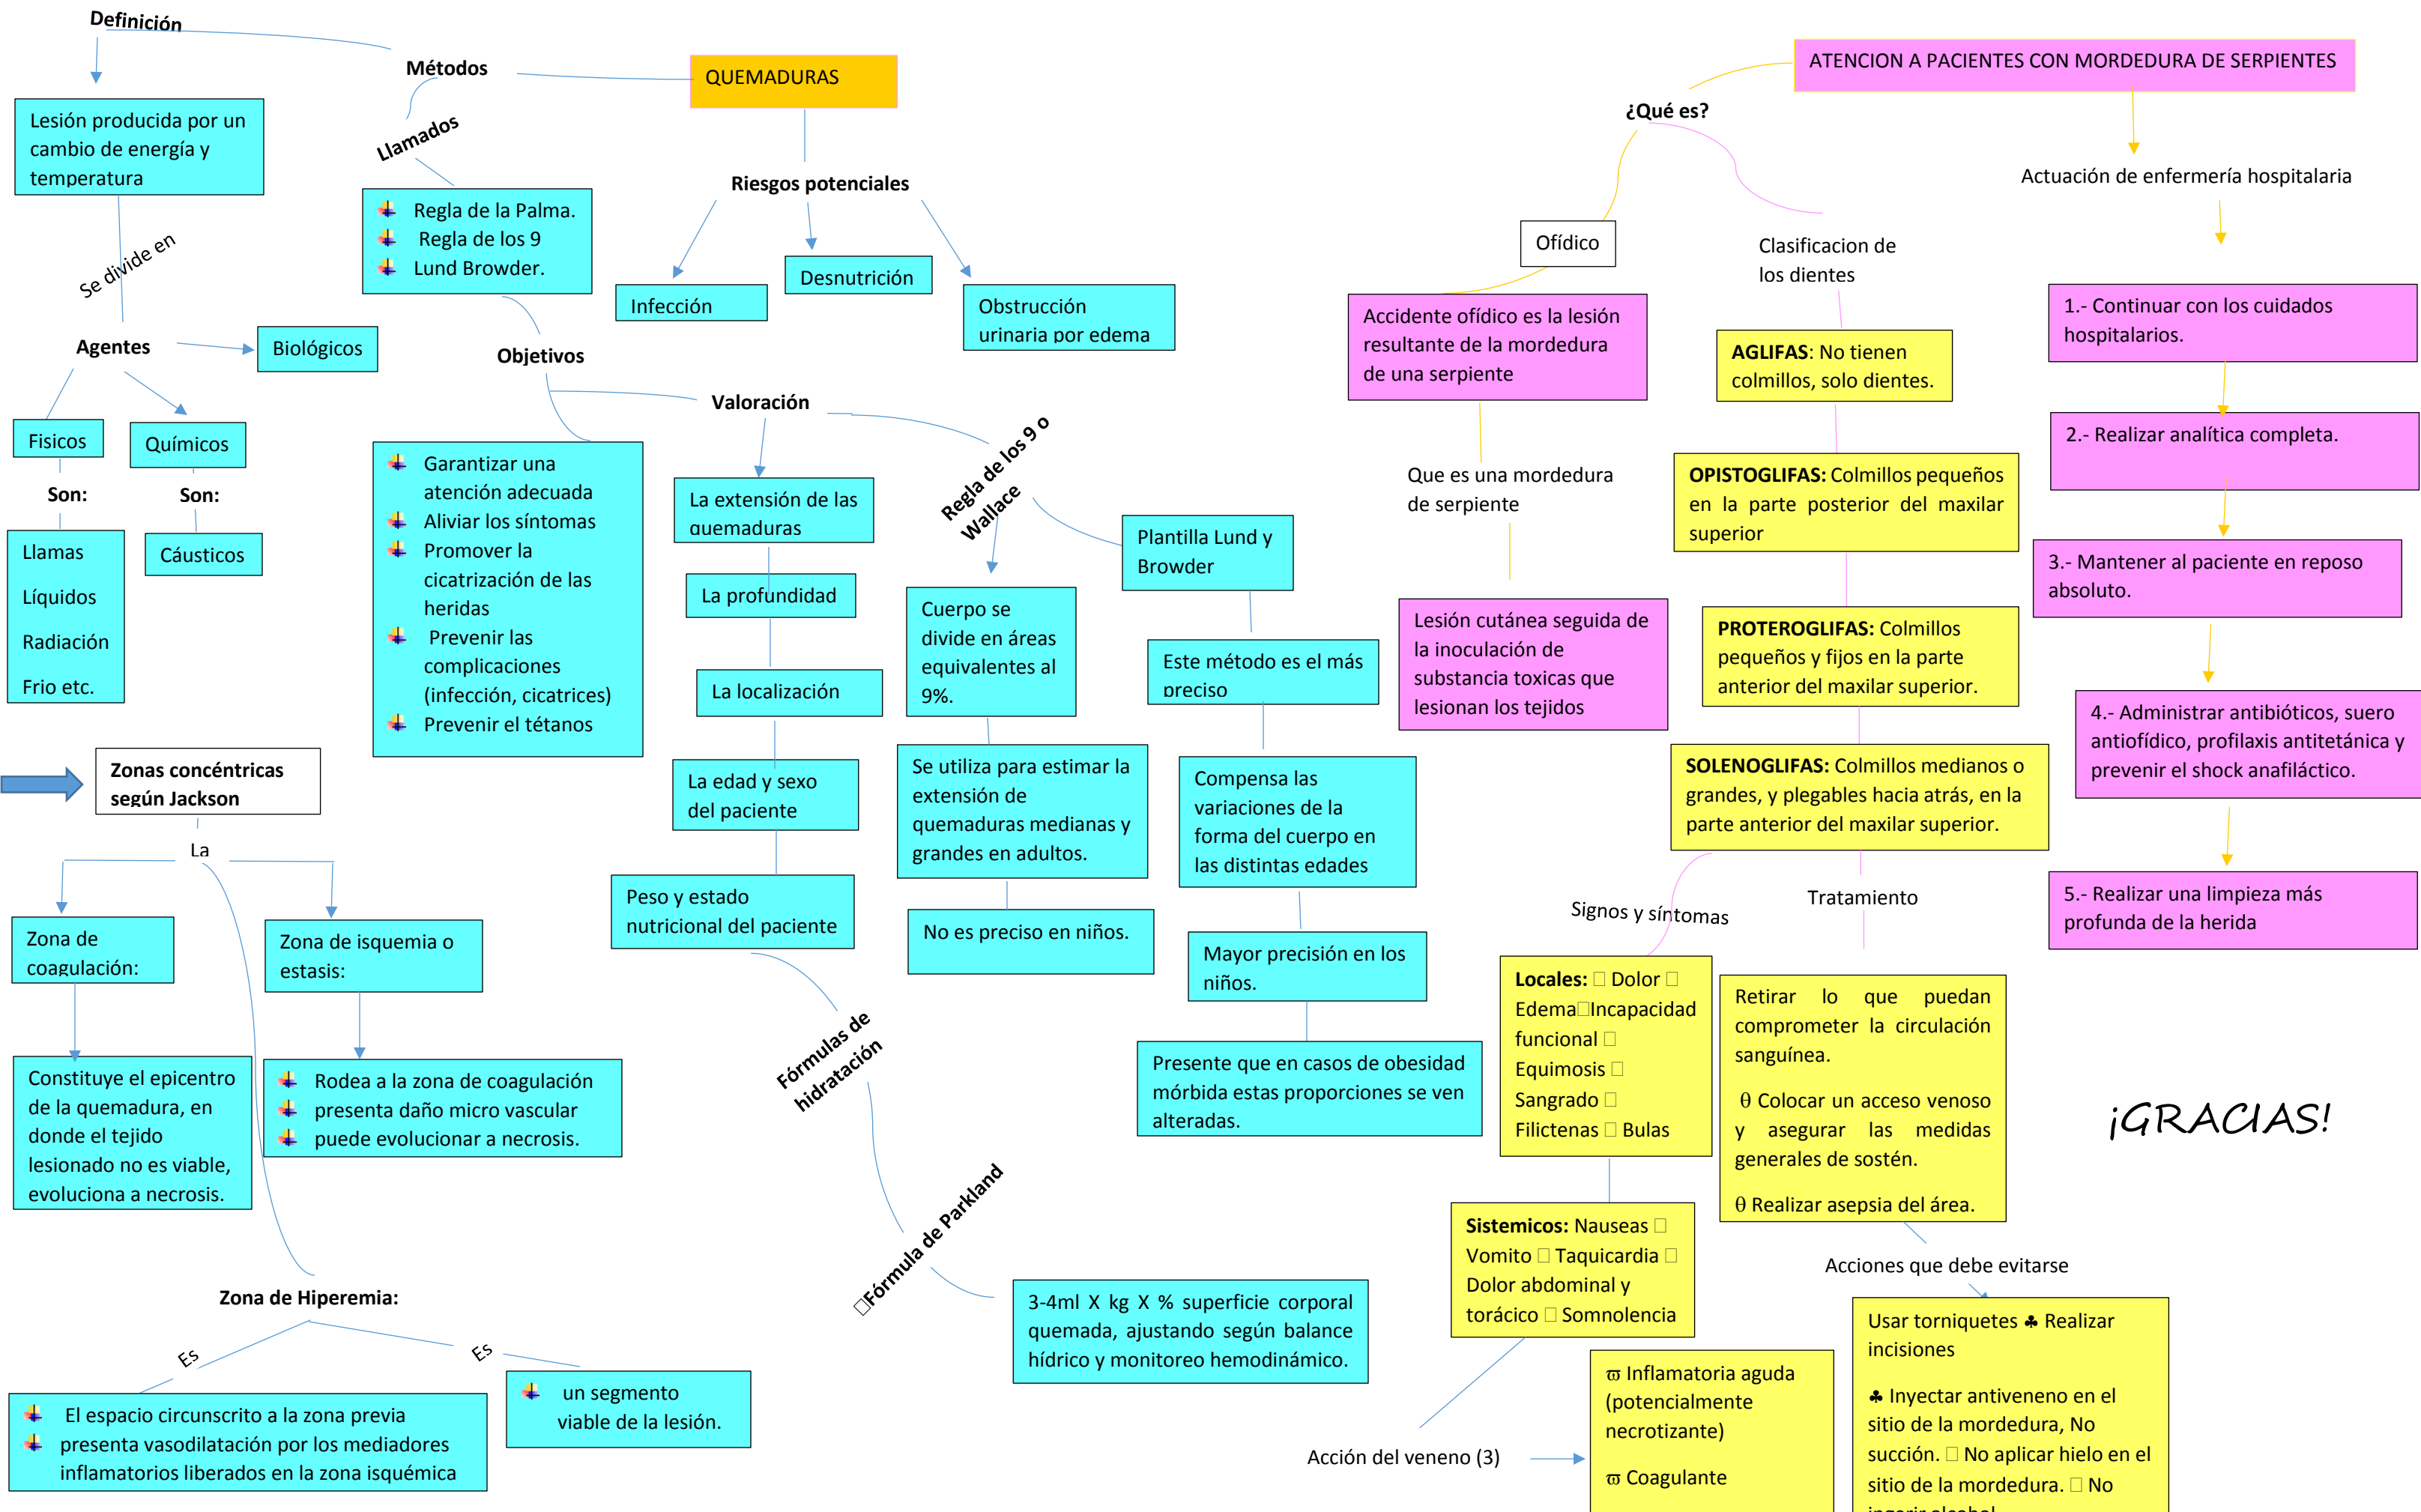 Definición
Métodos
QUEMADURAS
Lesión producida por un
cambio de energía y
temperatura
Llamados
Regla de la Palma.
Regla de los 9
Lund Browder.
Riesgos potenciales
Infección
Desnutrición
Obstrucción
urinaria por edema
Se divide en
Agentes
Biológicos
Fisicos
Químicos
Son:
Son:
Llamas
Líquidos
Radiación
Frio etc.
Cáusticos
Objetivos
Garantizar una
atención adecuada
Aliviar los síntomas
Promover la
cicatrización de las
heridas
Prevenir las
complicaciones
(infección, cicatrices)
Prevenir el tétanos
Valoración
La extensión de las
quemaduras
La profundidad
La localización
La edad y sexo
del paciente
Peso y estado
nutricional del paciente
Regla de los 9 o
Wallace
Cuerpo se
divide en áreas
equivalentes al
9%.
Se utiliza para estimar la
extensión de
quemaduras medianas y
grandes en adultos.
No es preciso en niños.
Plantilla Lund y
Browder
Este método es el más
preciso
Compensa las
variaciones de la
forma del cuerpo en
las distintas edades
Mayor precisión en los
niños.
Presente que en casos de obesidad
mórbida estas proporciones se ven
alteradas.
Zonas concéntricas
según Jackson
La
Zona de
coagulación:
Zona de isquemia o
estasis:
Constituye el epicentro
de la quemadura, en
donde el tejido
lesionado no es viable,
evoluciona a necrosis.
Rodea a la zona de coagulación
presenta daño micro vascular
puede evolucionar a necrosis.
Zona de Hiperemia:
Es
Es
El espacio circunscrito a la zona previa
presenta vasodilatación por los mediadores
inflamatorios liberados en la zona isquémica
un segmento
viable de la lesión.
Fórmulas de
hidratación
□Fórmula de Parkland
3-4ml X kg X % superficie corporal
quemada, ajustando según balance
hídrico y monitoreo hemodinámico.
ATENCION A PACIENTES CON MORDEDURA DE SERPIENTES
¿Qué es?
Ofídico
Accidente ofídico es la lesión
resultante de la mordedura
de una serpiente
Que es una mordedura
de serpiente
Lesión cutánea seguida de
la inoculación de
substancia toxicas que
lesionan los tejidos
Clasificacion de
los dientes
AGLIFAS: No tienen
colmillos, solo dientes.
OPISTOGLIFAS: Colmillos pequeños
en la parte posterior del maxilar
superior
PROTEROGLIFAS: Colmillos
pequeños y fijos en la parte
anterior del maxilar superior.
SOLENOGLIFAS: Colmillos medianos o
grandes, y plegables hacia atrás, en la
parte anterior del maxilar superior.
Signos y síntomas
Locales: □ Dolor □
Edema□Incapacidad
funcional □
Equimosis □
Sangrado □
Filictenas □ Bulas
Sistemicos: Nauseas □
Vomito □ Taquicardia □
Dolor abdominal y
torácico □ Somnolencia
Acción del veneno (3)
ϖ Inflamatoria aguda
(potencialmente
necrotizante)
ϖ Coagulante
Tratamiento
Retirar lo que puedan
comprometer la circulación
sanguínea.
θ Colocar un acceso venoso
y asegurar las medidas
generales de sostén.
θ Realizar asepsia del área.
Acciones que debe evitarse
Usar torniquetes ♣ Realizar
incisiones
♣ Inyectar antiveneno en el
sitio de la mordedura, No
succión. □ No aplicar hielo en el
sitio de la mordedura. □ No
Actuación de enfermería hospitalaria
1.- Continuar con los cuidados
hospitalarios.
2.- Realizar analítica completa.
3.- Mantener al paciente en reposo
absoluto.
4.- Administrar antibióticos, suero
antiofídico, profilaxis antitetánica y
prevenir el shock anafiláctico.
5.- Realizar una limpieza más
profunda de la herida
¡GRACIAS!